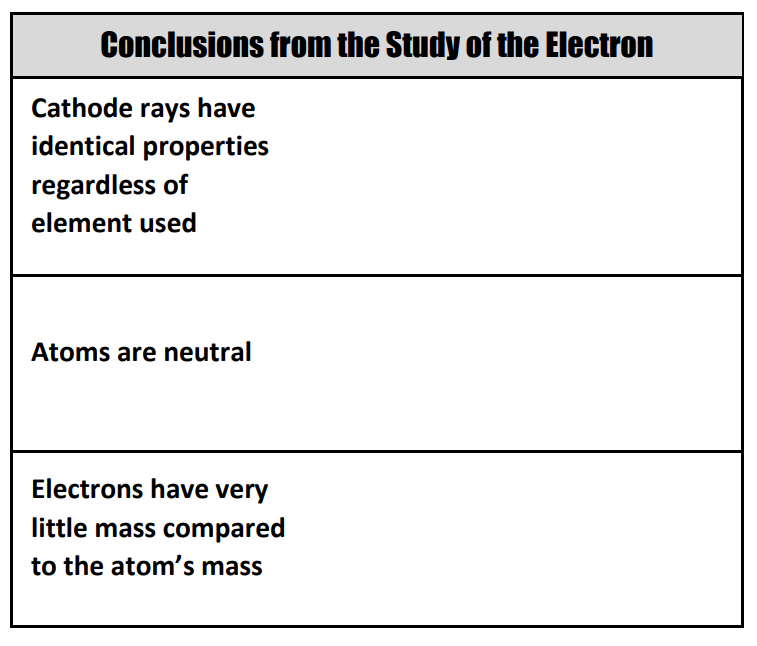 Conclusions from the Study of the Electron
Cathode rays have
identical properties
regardless of
element used
Atoms are neutral
Electrons have very
little mass compared
to the atom’s mass